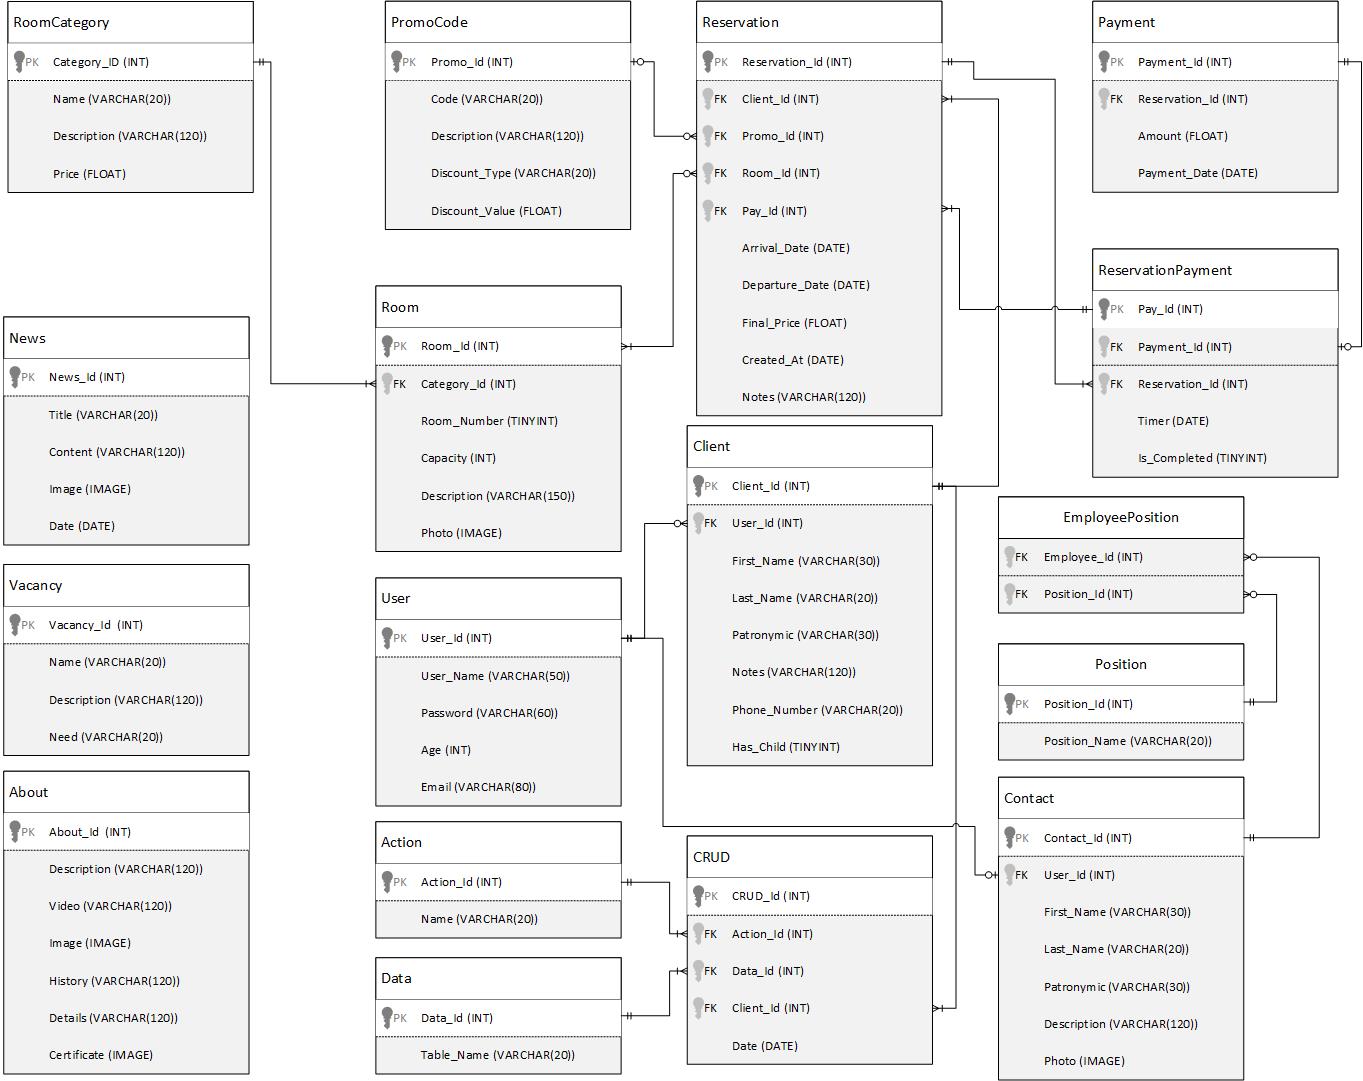 RoomCategory
PK Category_ID (INT)
Name (VARCHAR(20))
Description (VARCHAR(120))
Price (FLOAT)
PromoCode
PK Promo_Id (INT)
Code (VARCHAR(20))
Description (VARCHAR(120))
Discount_Type (VARCHAR(20))
Discount_Value (FLOAT)
Reservation
PK Reservation_Id (INT)
FK Client_Id (INT)
FK Promo_Id (INT)
FK Room_Id (INT)
FK Pay_Id (INT)
Arrival_Date (DATE)
Departure_Date (DATE)
Final_Price (FLOAT)
Created_At (DATE)
Notes (VARCHAR(120))
Payment
PK Payment_Id (INT)
FK Reservation_Id (INT)
Amount (FLOAT)
Payment_Date (DATE)
ReservationPayment
PK Pay_Id (INT)
FK Payment_Id (INT)
FK Reservation_Id (INT)
Timer (DATE)
Is_Completed (TINYINT)
Room
PK Room_Id (INT)
FK Category_Id (INT)
Room_Number (TINYINT)
Capacity (INT)
Description (VARCHAR(150))
Photo (IMAGE)
News
PK News_Id (INT)
Title (VARCHAR(20))
Content (VARCHAR(120))
Image (IMAGE)
Date (DATE)
Client
PK Client_Id (INT)
FK User_Id (INT)
First_Name (VARCHAR(30))
Last_Name (VARCHAR(20))
Patronymic (VARCHAR(30))
Notes (VARCHAR(120))
Phone_Number (VARCHAR(20))
Has_Child (TINYINT)
EmployeePosition
FK Employee_Id (INT)
FK Position_Id (INT)
Vacancy
PK Vacancy_Id (INT)
Name (VARCHAR(20))
Description (VARCHAR(120))
Need (VARCHAR(20))
User
PK User_Id (INT)
User_Name (VARCHAR(50))
Password (VARCHAR(60))
Age (INT)
Email (VARCHAR(80))
Position
PK Position_Id (INT)
Position_Name (VARCHAR(20))
About
PK About_Id (INT)
Description (VARCHAR(120))
Video (VARCHAR(120))
Image (IMAGE)
History (VARCHAR(120))
Details (VARCHAR(120))
Certificate (IMAGE)
Action
PK Action_Id (INT)
Name (VARCHAR(20))
Data
PK Data_Id (INT)
Table_Name (VARCHAR(20))
CRUD
PK CRUD_Id (INT)
FK Action_Id (INT)
FK Data_Id (INT)
FK Client_Id (INT)
Date (DATE)
Contact
PK Contact_Id (INT)
FK User_Id (INT)
First_Name (VARCHAR(30))
Last_Name (VARCHAR(20))
Patronymic (VARCHAR(30))
Description (VARCHAR(120))
Photo (IMAGE)